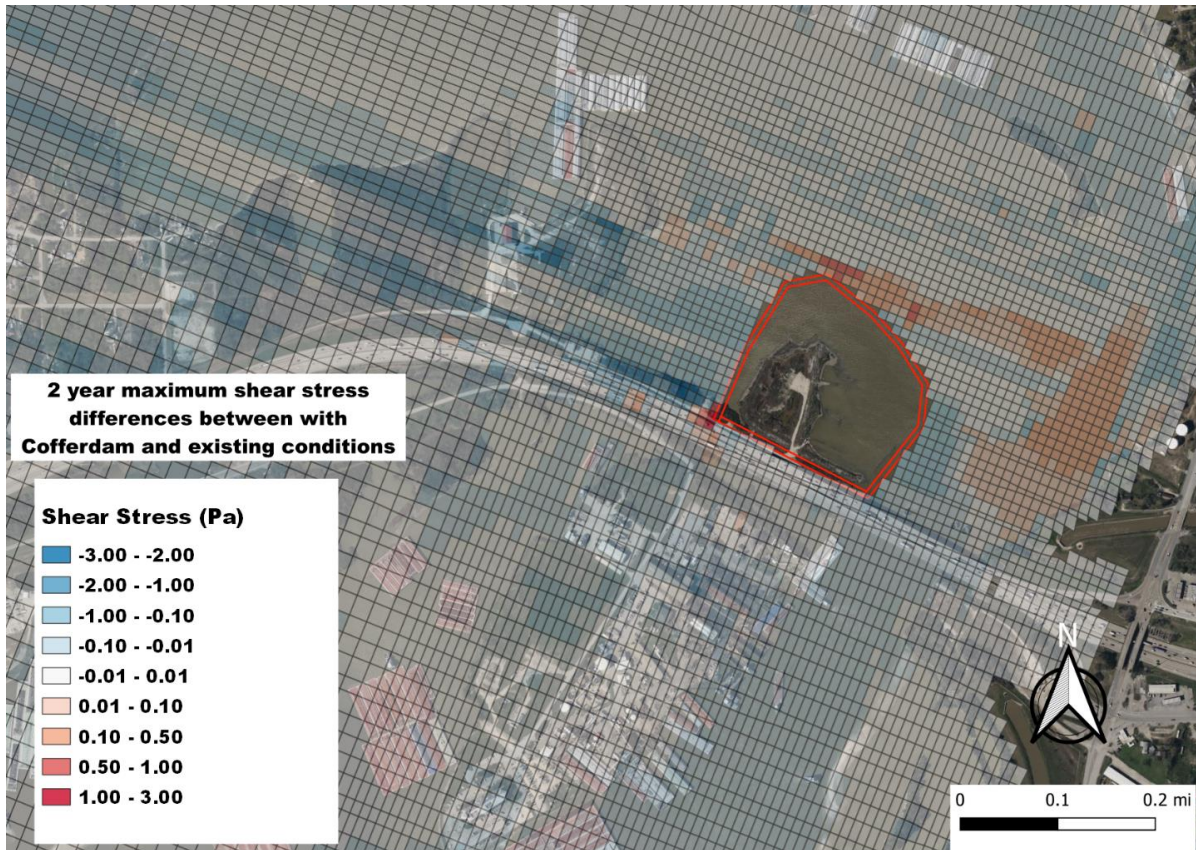 2 year maximum shear stress
differences between with
Cofferdam and existing conditions
Shear Stress (Pa)
-3.00 - -2.00
-2.00 - -1.00
-1.00 - -0.10
-0.10 - -0.01
-0.01 - 0.01
0.01 - 0.10
0.10 - 0.50
0.50 - 1.00
1.00 - 3.00
N
0 0.1 0.2 mi